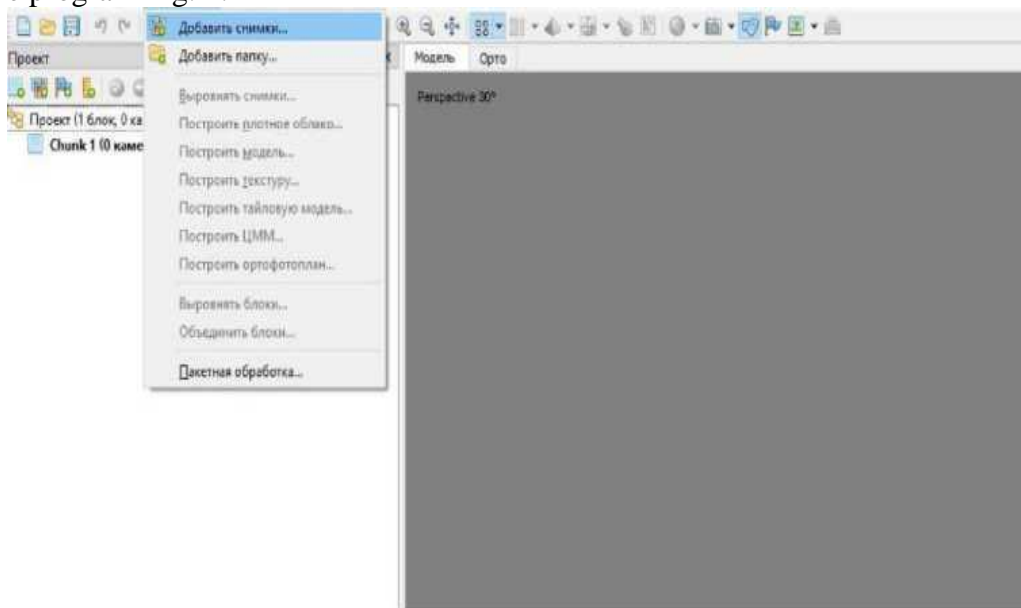 Добавить снимки...
Добавить папку...
Выровнять снимки...
Построить плотное облако...
Построить модель...
Построить текстуру...
Построить тайловую модель...
Построить ЦММ...
Построить ортофотоплан...
Выровнять блоки...
Объединить блоки...
Пакетная обработка...
Проект
Проект (1 блок, 0 ка
Chunk 1 (0 каме
Модель Орто
Perspective 30°